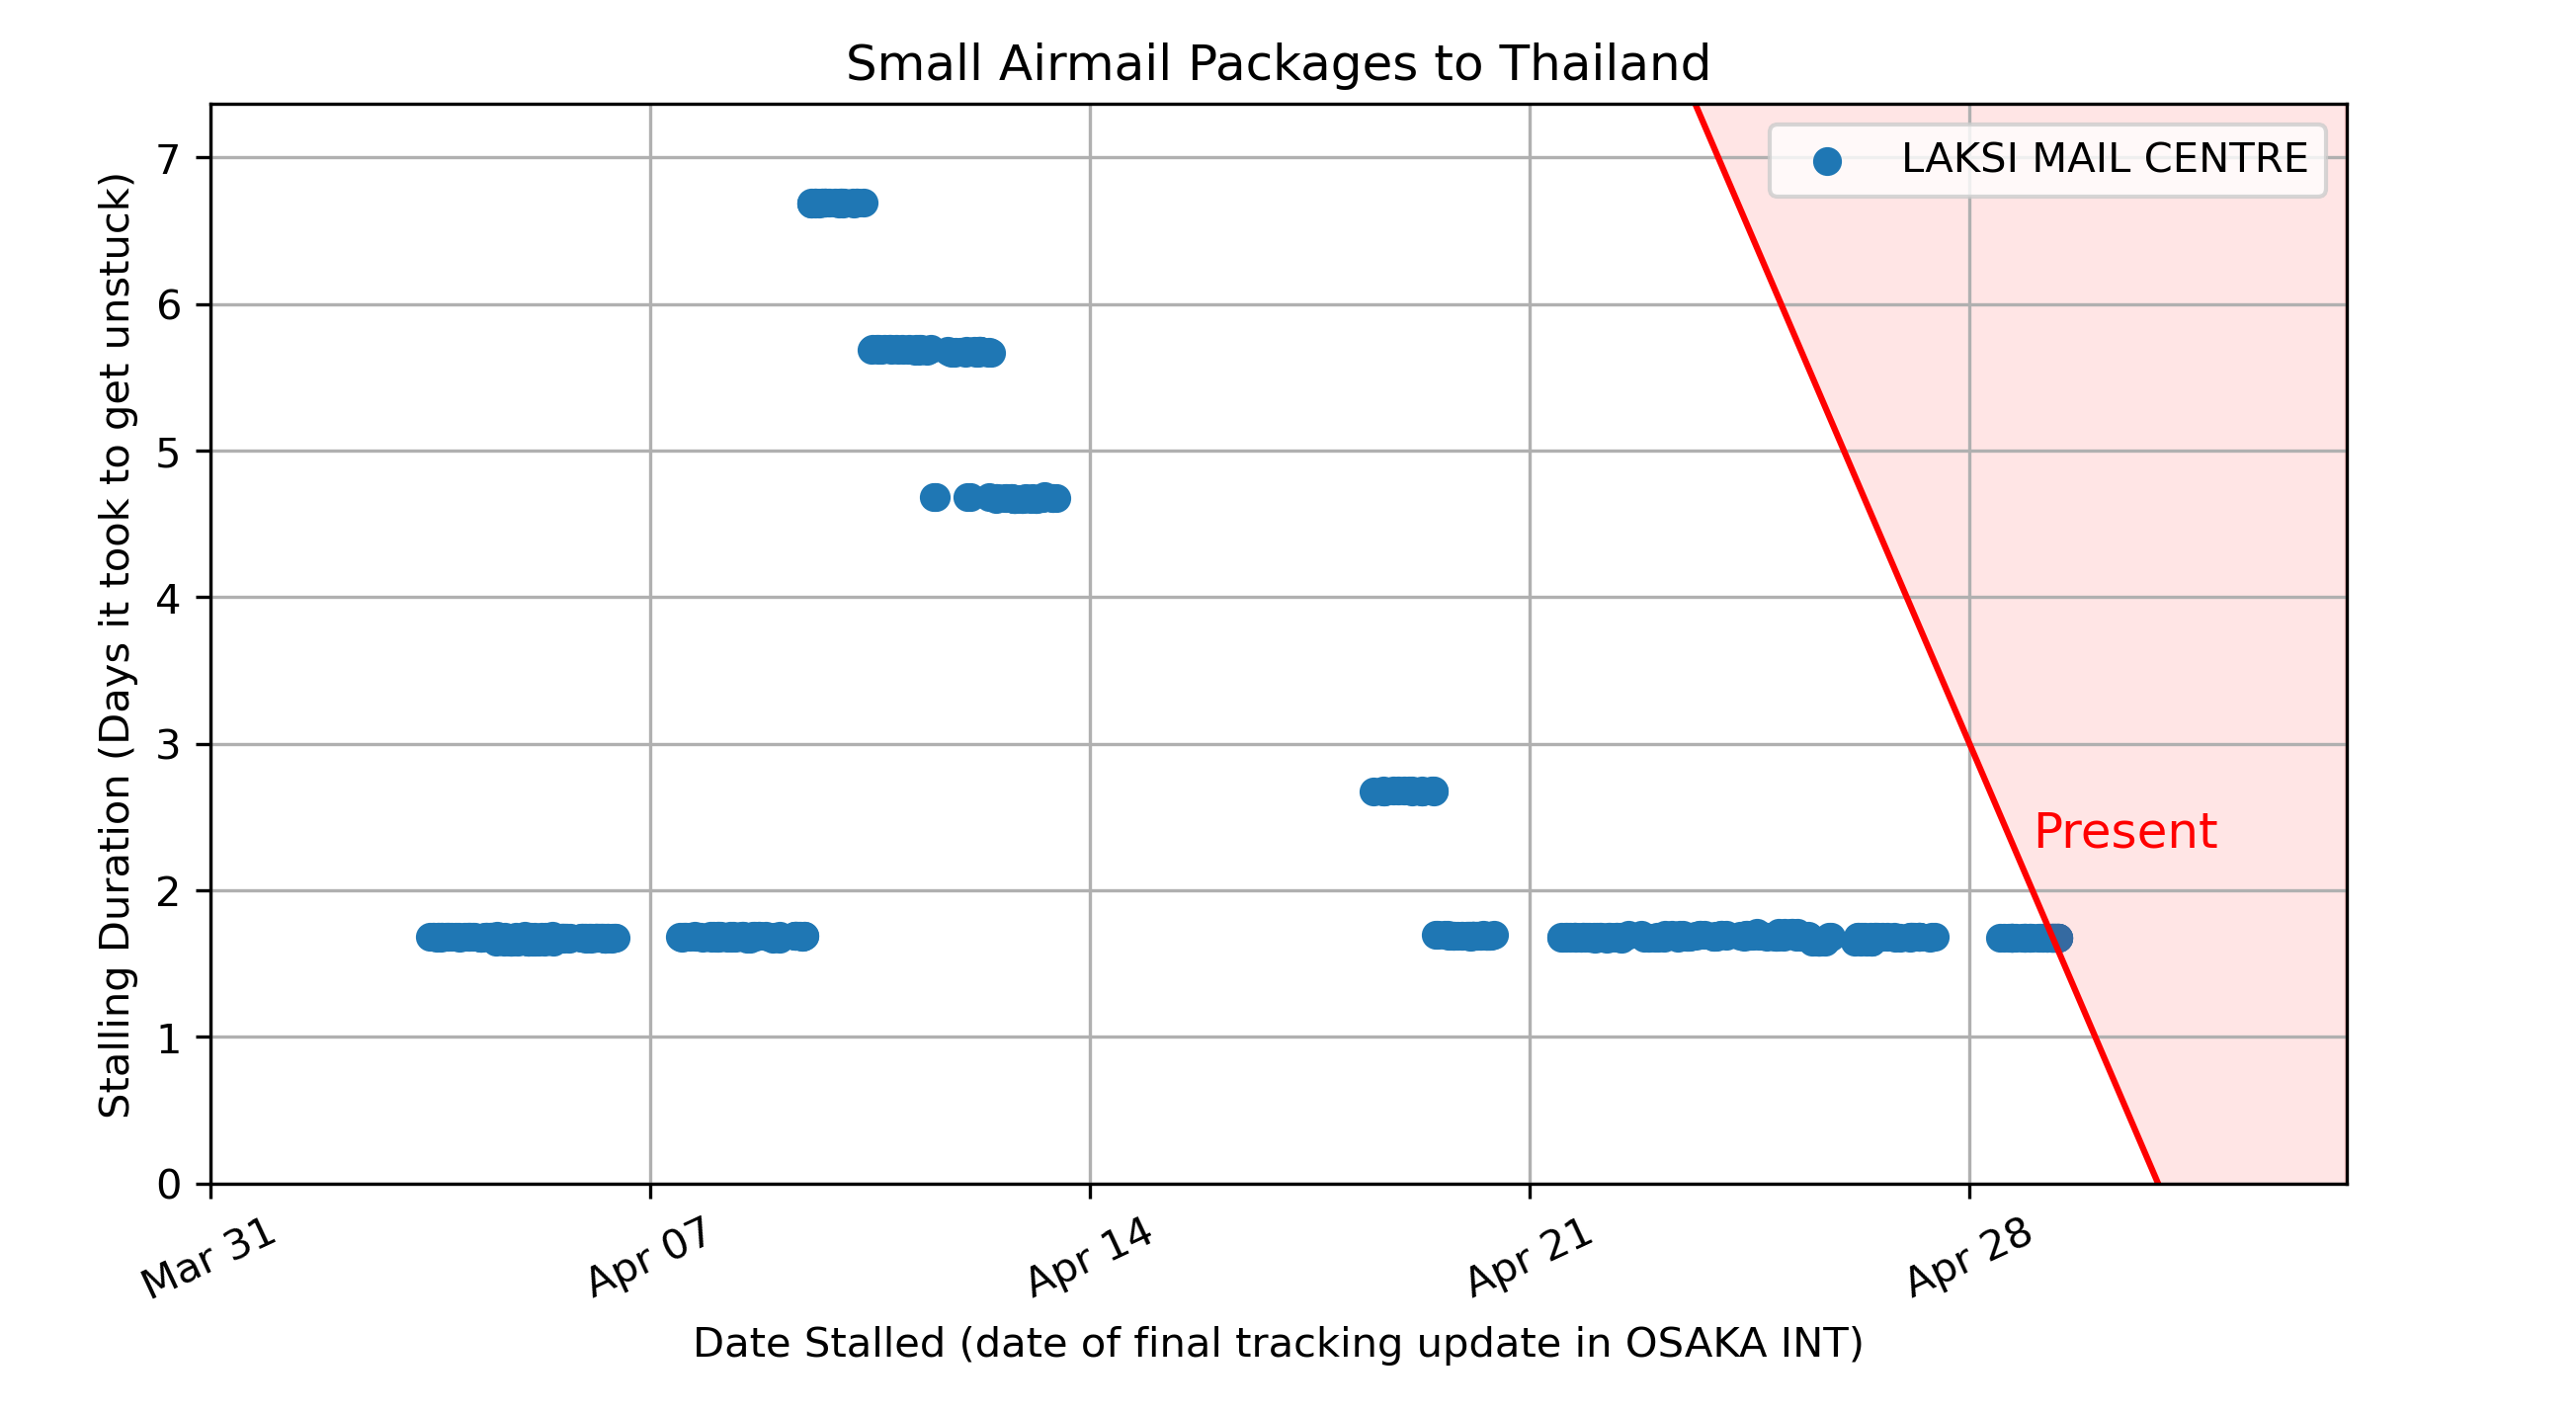 Small Airmail Packages to Thailand
LAKSI MAIL CENTRE
Stalling Duration (Days it took to get unstuck)
7
6
5
4
3
2
1
0
Present
Mar 31
Apr 07
Apr 14
Apr 21
Apr 28
Date Stalled (date of final tracking update in OSAKA INT)